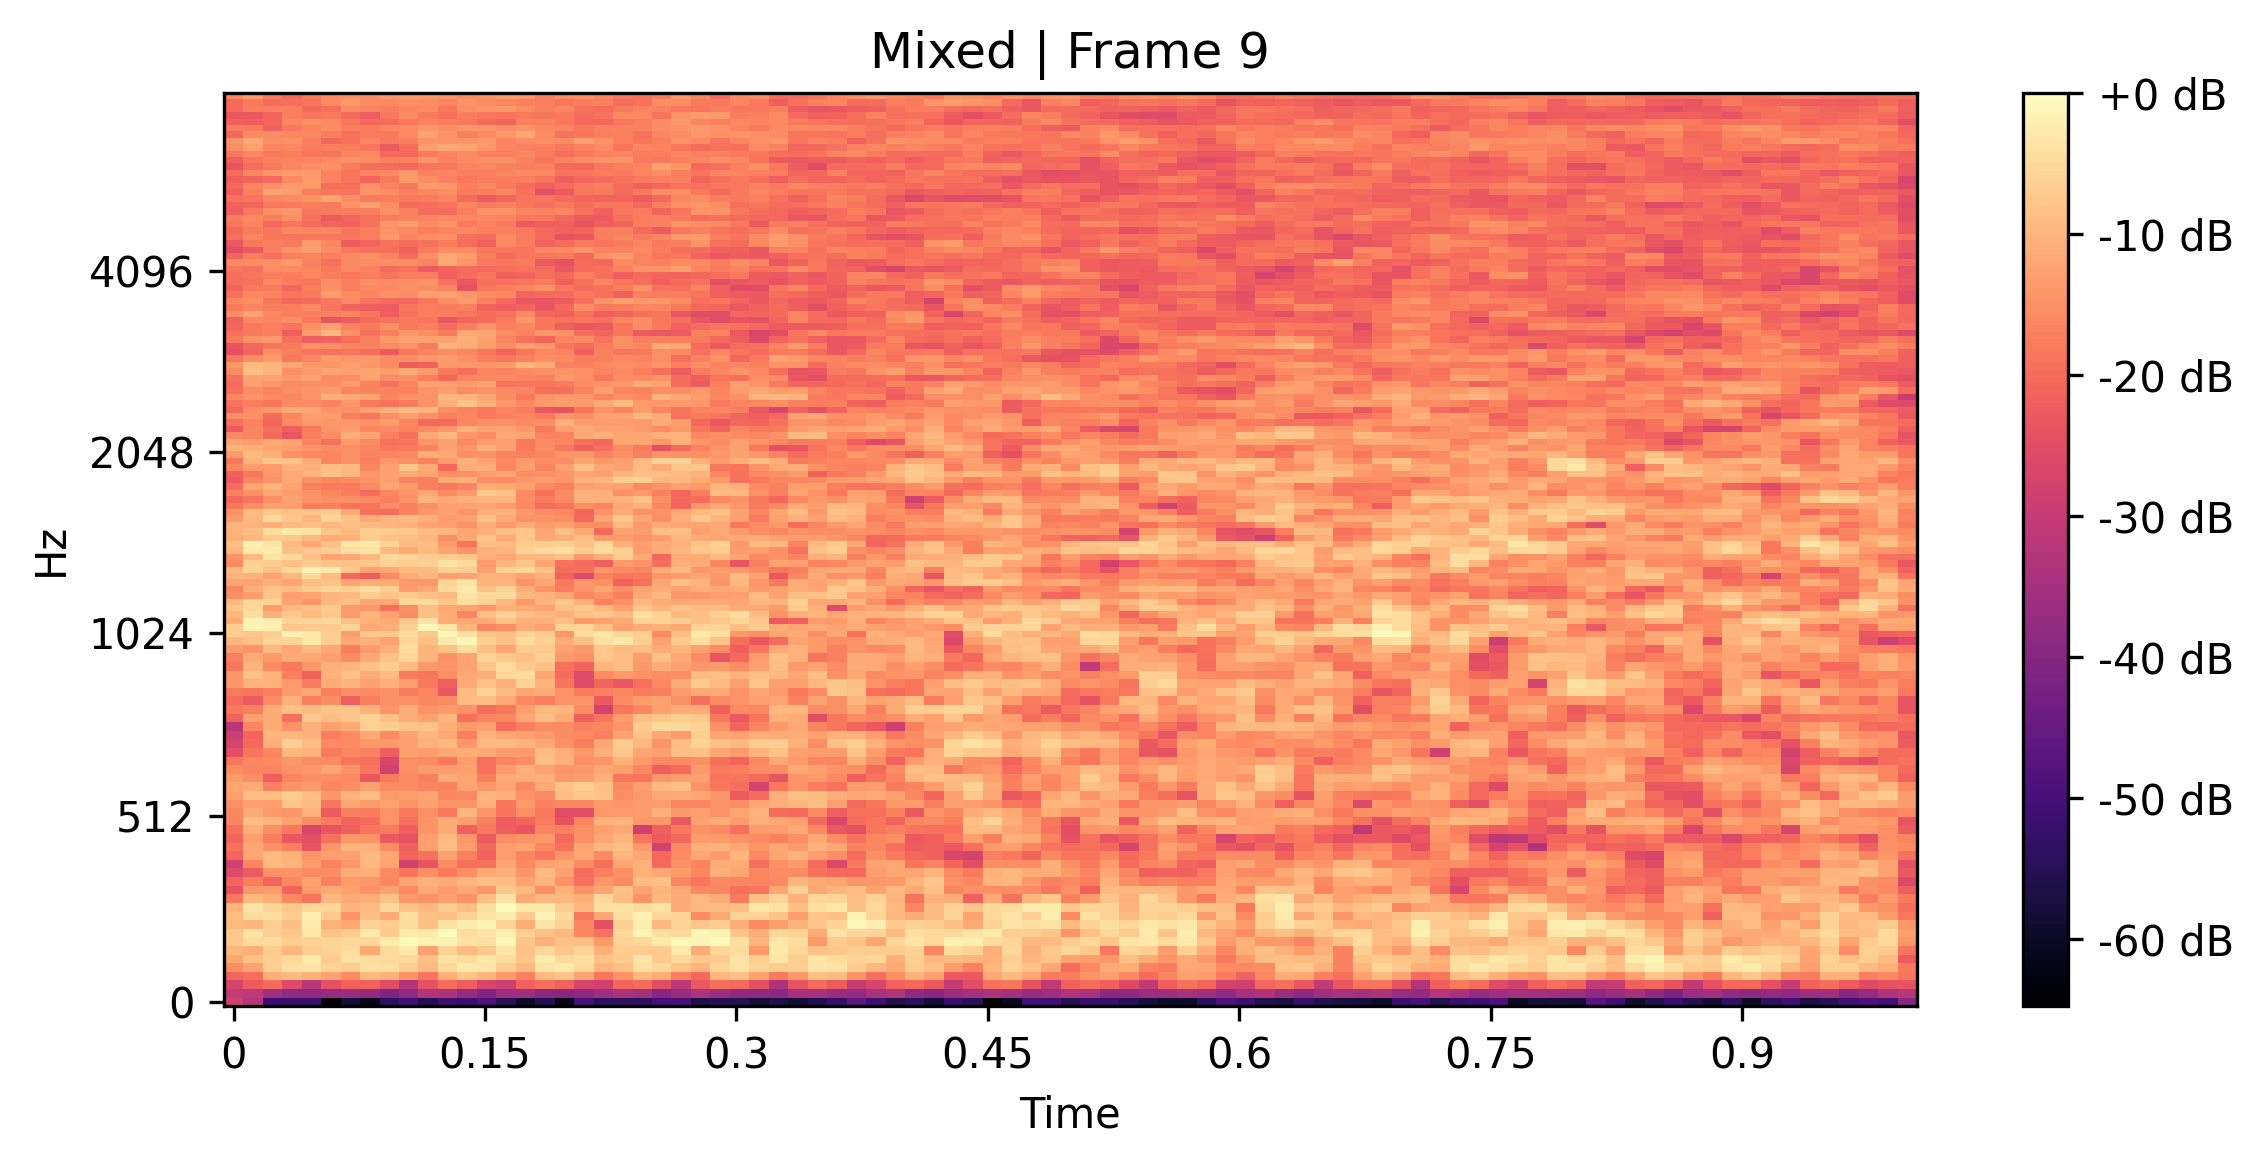 Mixed | Frame 9
+0 dB
-10 dB
-20 dB
-30 dB
-40 dB
-50 dB
-60 dB
4096
2048
1024
512
0
Hz
0 0.15 0.3 0.45 0.6 0.75 0.9
Time